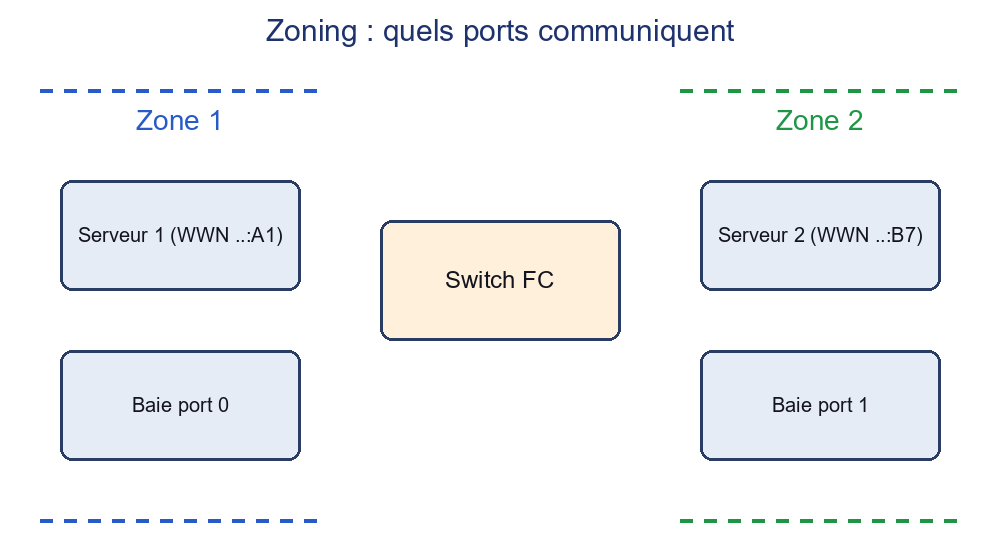 Zoning : quels ports communiquent
Zone 1
Zone 2
Serveur 1 (WWN ..:A1)
Serveur 2 (WWN ..:B7)
Switch FC
Baie port 0
Baie port 1